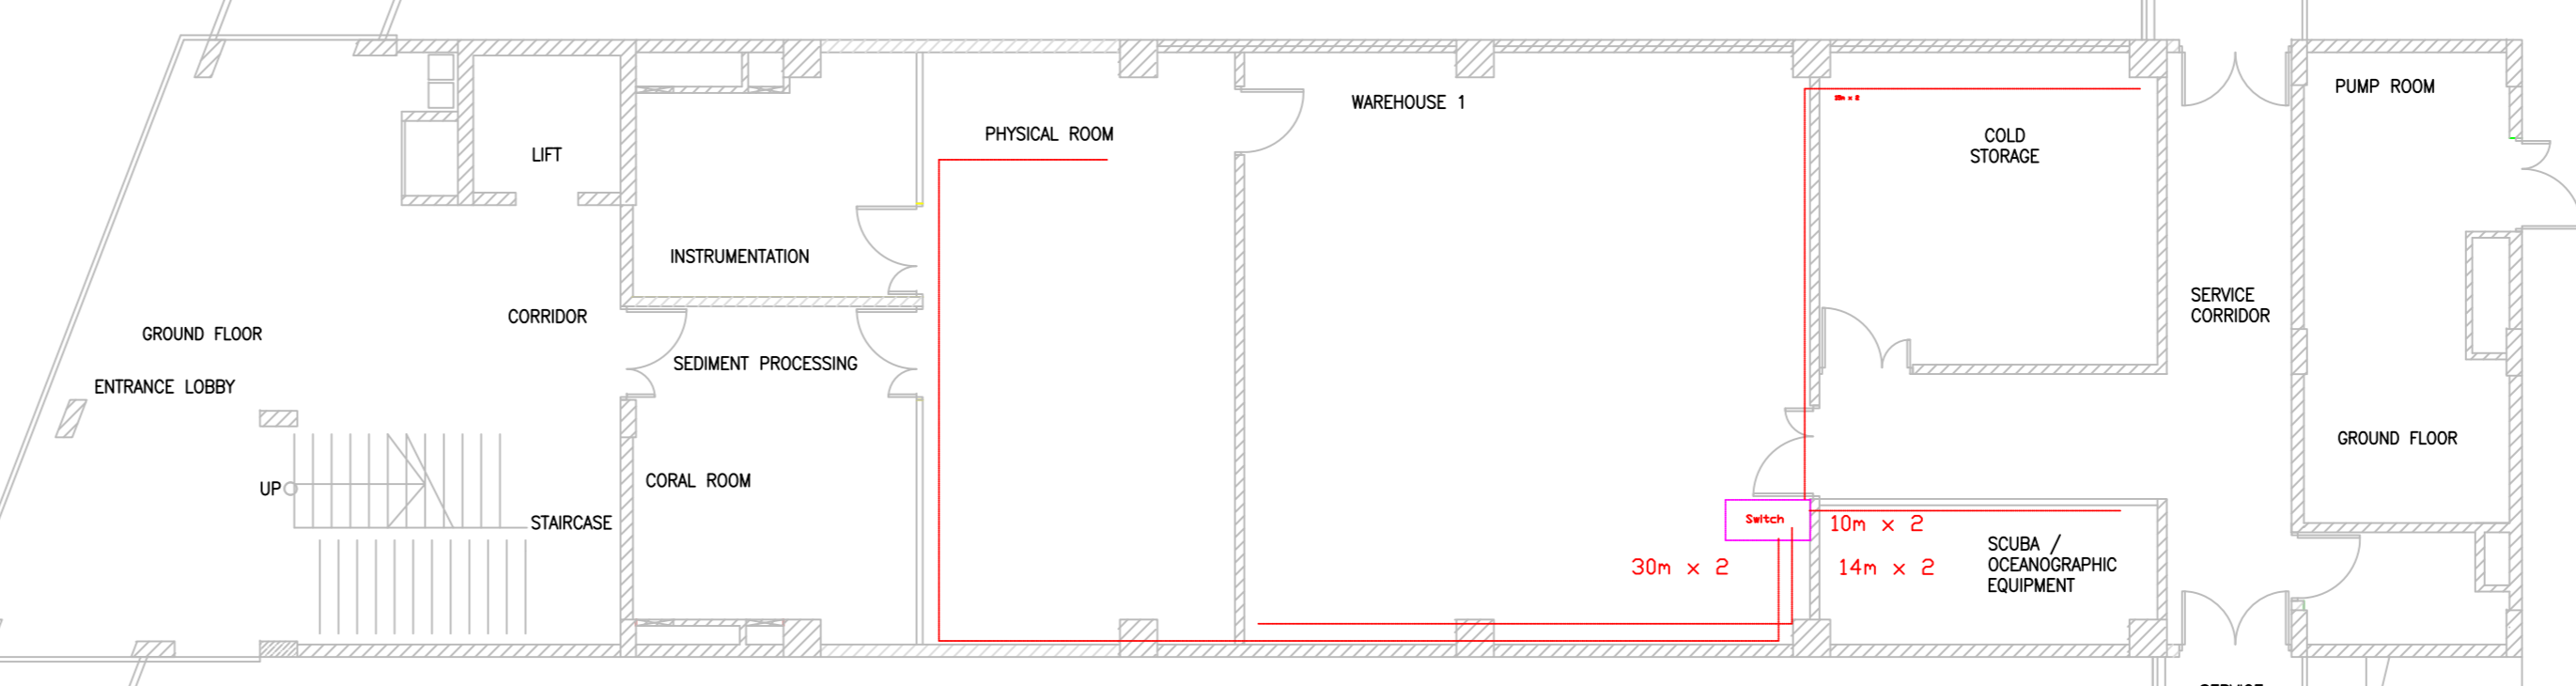 PUMP ROOM
WAREHOUSE 1
PHYSICAL ROOM
COLD
STORAGE
LIFT
INSTRUMENTATION
SERVICE
CORRIDOR
CORRIDOR
GROUND FLOOR
SEDIMENT PROCESSING
ENTRANCE LOBBY
GROUND FLOOR
CORAL ROOM
UP
STAIRCASE
Switch
10m x 2
30m x 2
14m x 2
SCUBA /
OCEANOGRAPHIC
EQUIPMENT